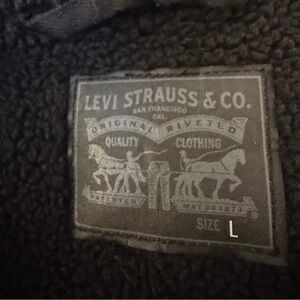 LEVI STRAUSS & CO.
SAN FRANCISCO
CAL.
ORIGINAL RIVETED
QUALITY CLOTHING
PATENTED MAY 20 1873
SIZE L